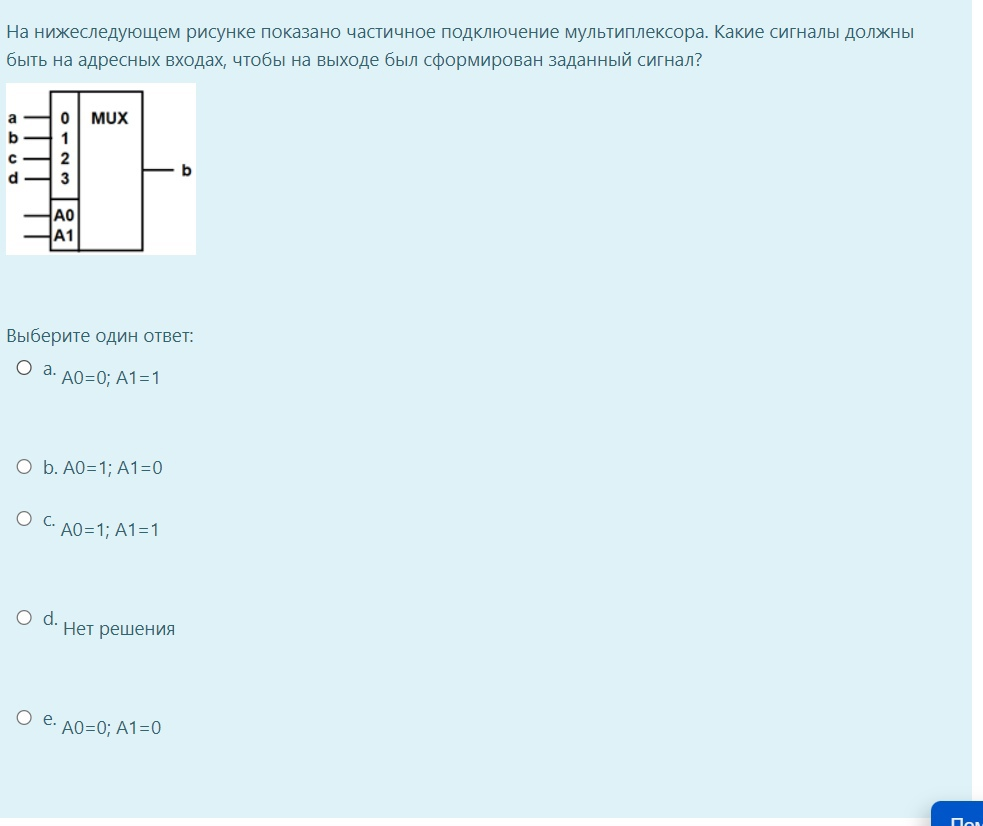 На нижеследующем рисунке показано частичное подключение мультиплексора. Какие сигналы должны
быть на адресных входах, чтобы на выходе был сформирован заданный сигнал?
a 0 MUX
b 1
c 2
d 3
b
A0
A1
Выберите один ответ:
a. A0=0; A1=1
b. A0=1; A1=0
c. A0=1; A1=1
d. Нет решения
e. A0=0; A1=0